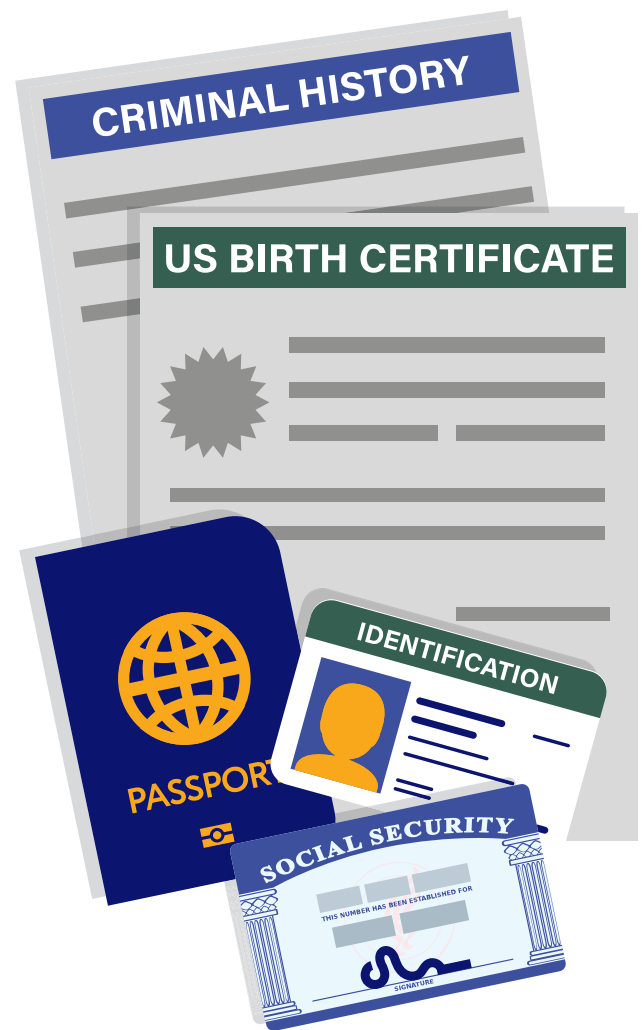 CRIMINAL HISTORY
US BIRTH CERTIFICATE
IDENTIFICATION
PASSPORT
SOCIAL SECURITY
THIS NUMBER HAS BEEN ESTABLISHED FOR
SIGNATURE